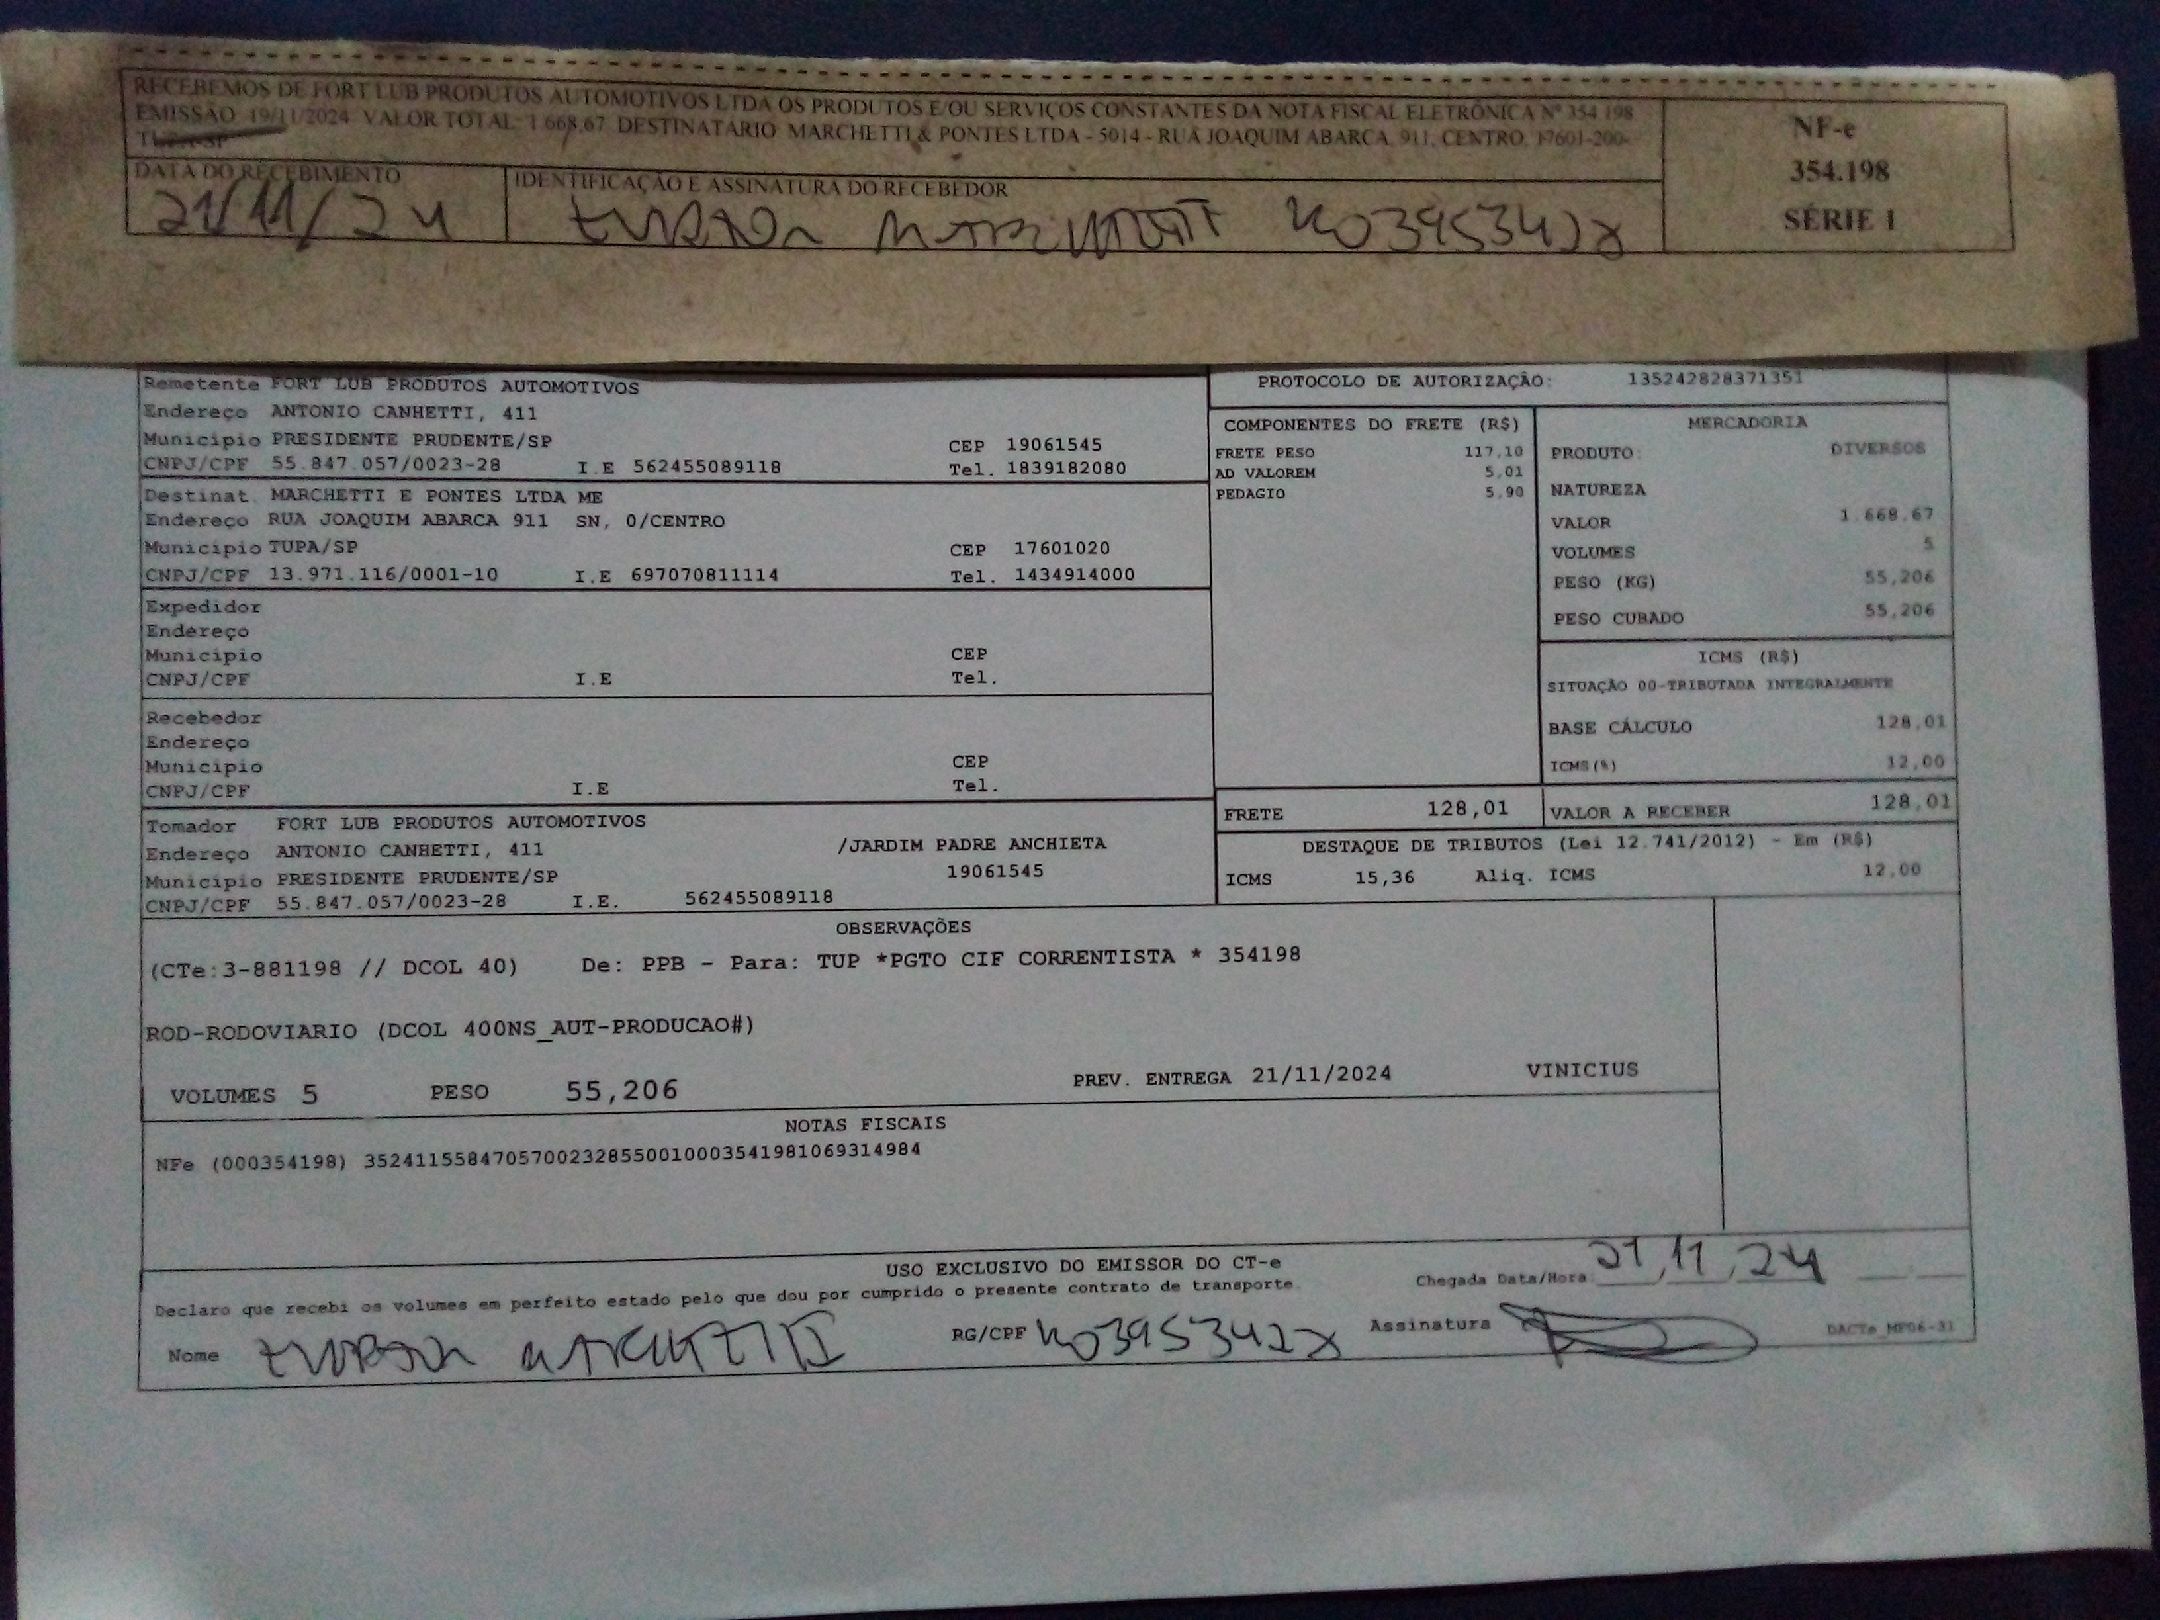 RECEBEMOS DE FORT LUB PRODUTOS AUTOMOTIVOS LTDA OS PRODUTOS E/OU SERVIÇOS CONSTANTES DA NOTA FISCAL ELETRÔNICA Nº 354.198
EMISSÃO: 19/11/2024 VALOR TOTAL: 1.668,67 DESTINATÁRIO: MARCHETTI & PONTES LTDA - 5014 - RUA JOAQUIM ABARCA, 911, CENTRO, 17601-200-
NF-e
354.198
SÉRIE 1
DATA DO RECEBIMENTO IDENTIFICAÇÃO E ASSINATURA DO RECEBEDOR
21/11/24
Remetente FORT LUB PRODUTOS AUTOMOTIVOS
Endereço ANTONIO CANHETTI, 411
Municipio PRESIDENTE PRUDENTE/SP CEP 19061545
CNPJ/CPF 55.847.057/0023-28 I.E 562455089118 Tel. 1839182080
Destinat. MARCHETTI E PONTES LTDA ME
Endereço RUA JOAQUIM ABARCA 911 SN, 0/CENTRO
Municipio TUPA/SP CEP 17601020
CNPJ/CPF 13.971.116/0001-10 I.E 697070811114 Tel. 1434914000
Expedidor
Endereço
Municipio CEP
CNPJ/CPF I.E Tel.
Recebedor
Endereço
Municipio CEP
CNPJ/CPF I.E Tel.
Tomador FORT LUB PRODUTOS AUTOMOTIVOS
Endereço ANTONIO CANHETTI, 411 /JARDIM PADRE ANCHIETA
Municipio PRESIDENTE PRUDENTE/SP 19061545
CNPJ/CPF 55.847.057/0023-28 I.E. 562455089118
PROTOCOLO DE AUTORIZAÇÃO: 135242828371351
COMPONENTES DO FRETE (R$)
FRETE PESO 117,10
AD VALOREM 5,01
PEDAGIO 5,90
MERCADORIA
PRODUTO: DIVERSOS
NATUREZA
VALOR 1.668,67
VOLUMES 5
PESO (KG) 55,206
PESO CUBADO 55,206
ICMS (R$)
SITUAÇÃO 00-TRIBUTADA INTEGRALMENTE
BASE CÁLCULO 128,01
ICMS(%) 12,00
FRETE 128,01 VALOR A RECEBER 128,01
DESTAQUE DE TRIBUTOS (Lei 12.741/2012) - Em (R$)
ICMS 15,36 Aliq. ICMS 12,00
OBSERVAÇÕES
(CTe:3-881198 // DCOL 40) De: PPB - Para: TUP *PGTO CIF CORRENTISTA * 354198
ROD-RODOVIARIO (DCOL 400NS_AUT-PRODUCAO#)
VOLUMES 5 PESO 55,206 PREV. ENTREGA 21/11/2024 VINICIUS
NOTAS FISCAIS
NFe (000354198) 35241155847057002328550010003541981069314984
USO EXCLUSIVO DO EMISSOR DO CT-e
Declaro que recebi os volumes em perfeito estado pelo que dou por cumprido o presente contrato de transporte.
Chegada Data/Hora 21,11,24
Nome MARCHETTI RG/CPF Assinatura DACTe_MF06-31